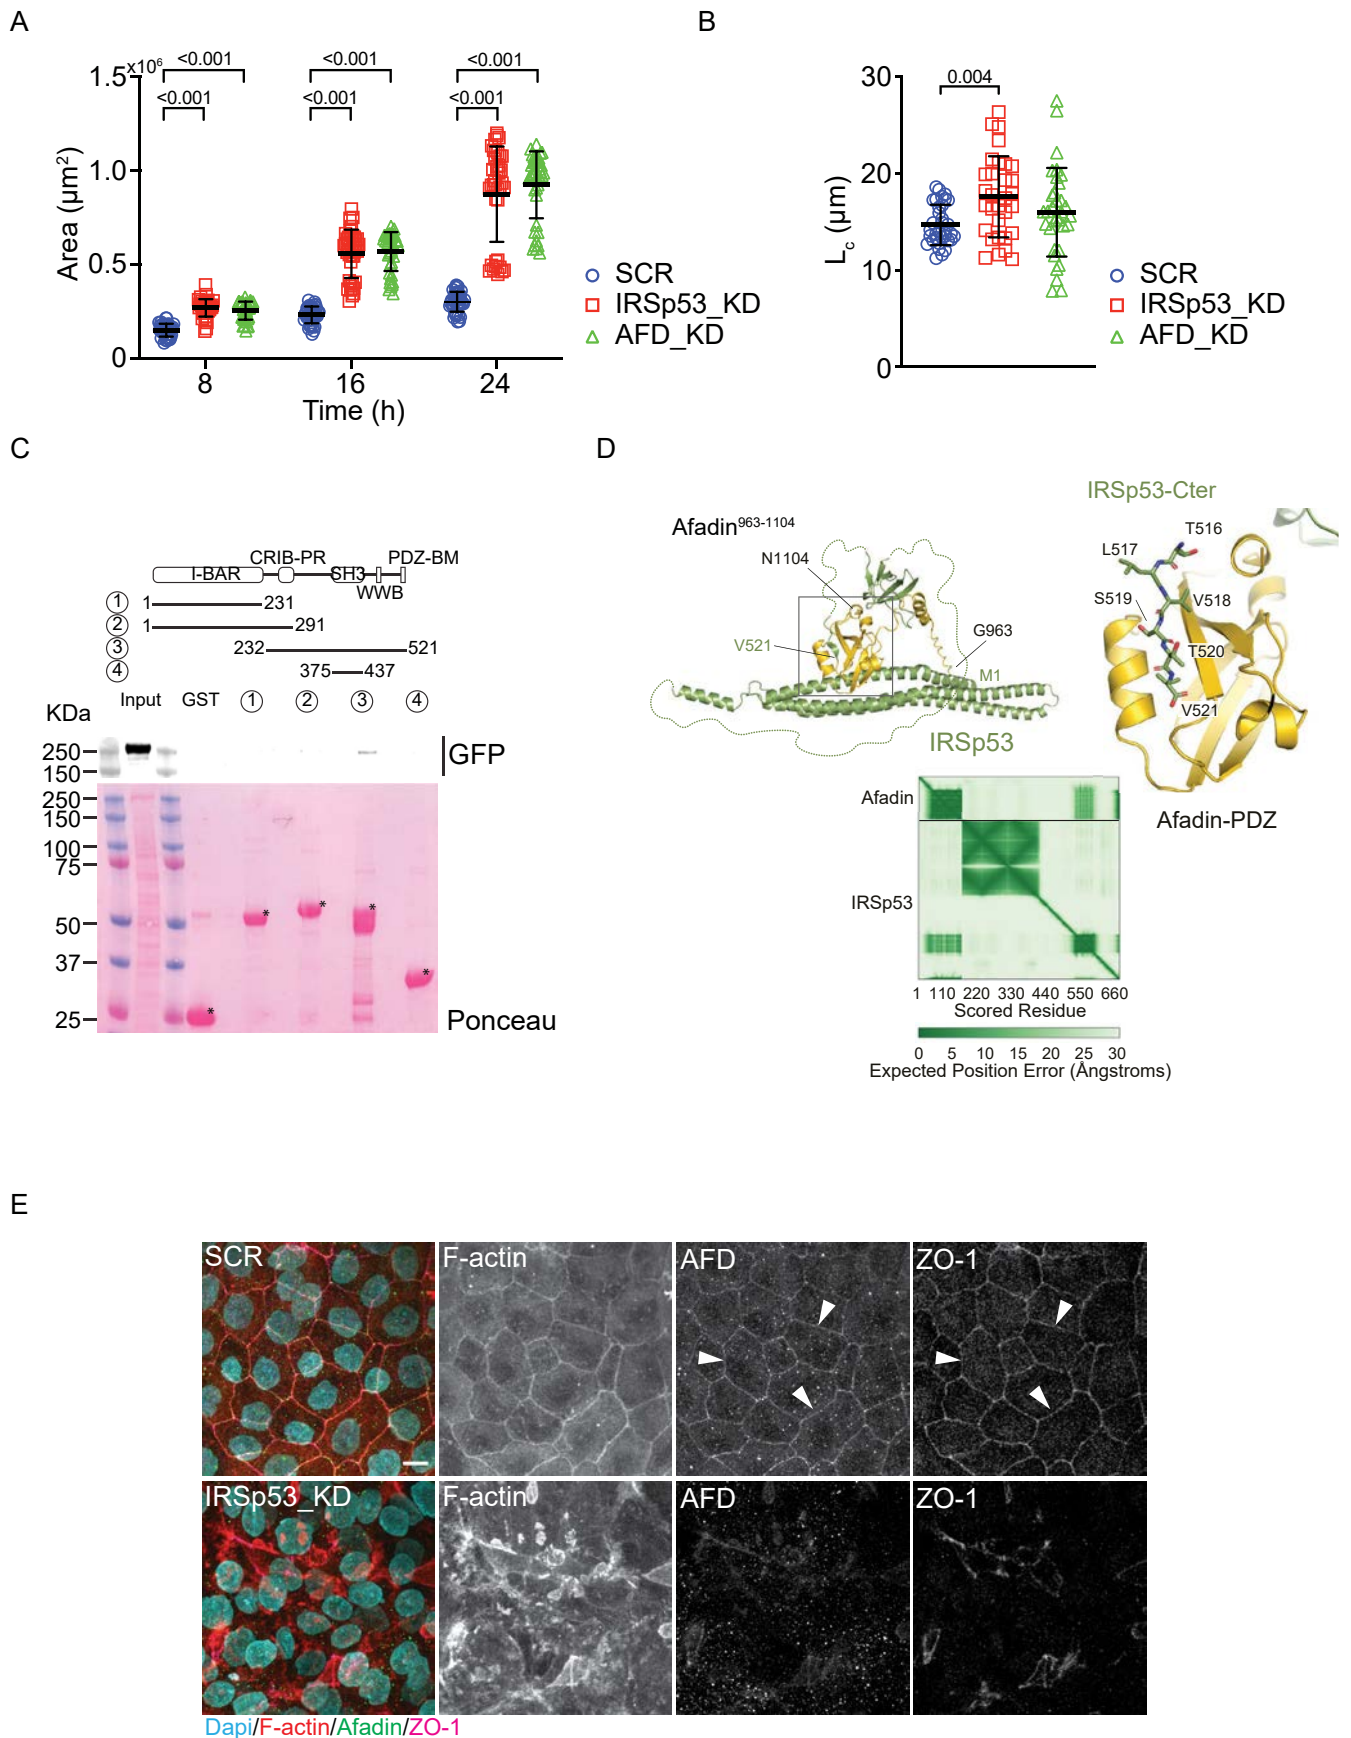 A
B
<0.001
<0.001
<0.001
<0.001
<0.001
<0.001
1.5
x10⁶
1.0
0.5
0
Area (µm²)
8
16
24
Time (h)
SCR
IRSp53_KD
AFD_KD
0.004
30
20
10
0
L_c (µm)
SCR
IRSp53_KD
AFD_KD
C
D
CRIB-PR
PDZ-BM
I-BAR
SH3
WWB
1 1 231
2 1 291
3 232 521
4 375 437
Input GST 1 2 3 4
KDa
250
150
GFP
250
150
100
75
50
37
25
* * * * *
Ponceau
IRSp53-Cter
Afadin⁹⁶³⁻¹¹⁰⁴
N1104
V521
G963
M1
IRSp53
T516
L517
S519
V518
T520
V521
Afadin-PDZ
Afadin
IRSp53
1 110 220 330 440 550 660
Scored Residue
0 5 10 15 20 25 30
Expected Position Error (Ångstroms)
E
SCR
F-actin
AFD
ZO-1
IRSp53_KD
F-actin
AFD
ZO-1
Dapi/F-actin/Afadin/ZO-1